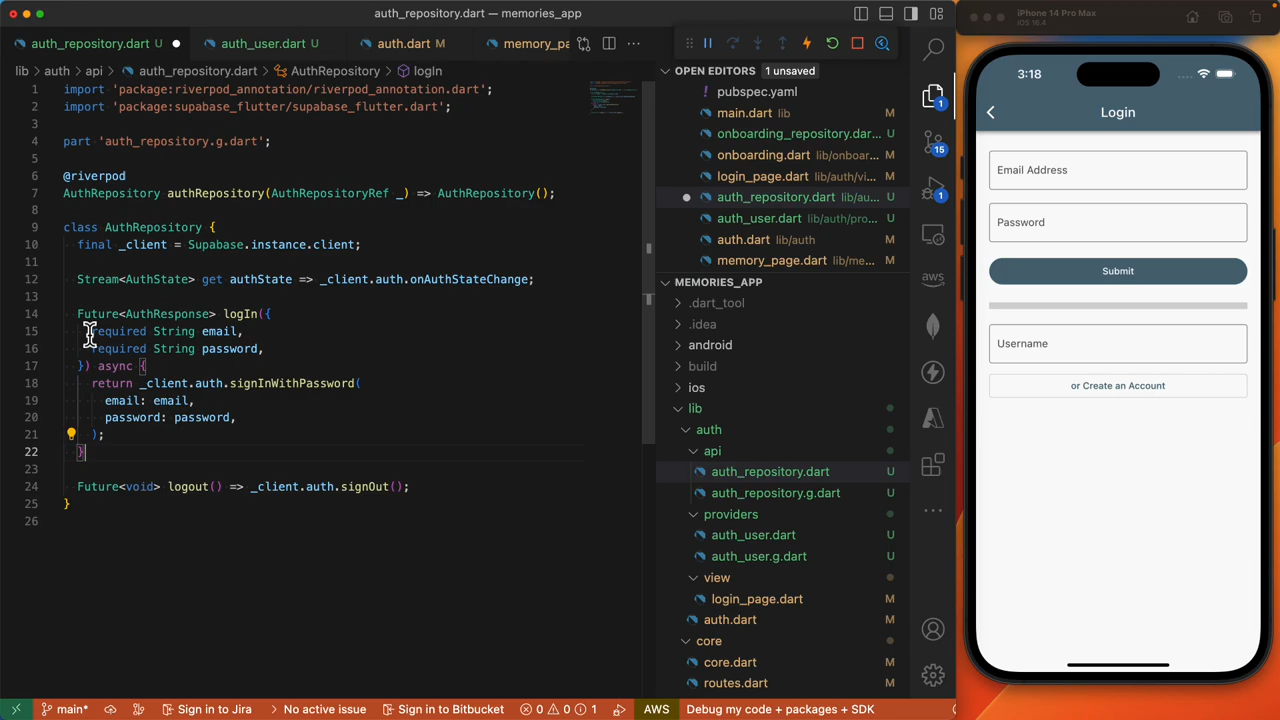 auth_repository.dart — memories_app
auth_repository.dart U
auth_user.dart U
auth.dart M
memory_pa
lib > auth > api > auth_repository.dart > AuthRepository > logIn
1 import 'package:riverpod_annotation/riverpod_annotation.dart';
2 import 'package:supabase_flutter/supabase_flutter.dart';
3
4 part 'auth_repository.g.dart';
5
6 @riverpod
7 AuthRepository authRepository(AuthRepositoryRef _) => AuthRepository();
8
9 class AuthRepository {
10 final _client = Supabase.instance.client;
11
12 Stream<AuthState> get authState => _client.auth.onAuthStateChange;
13
14 Future<AuthResponse> logIn({
15 required String email,
16 required String password,
17 }) async {
18 return _client.auth.signInWithPassword(
19 email: email,
20 password: password,
21 );
22 }
23
24 Future<void> logout() => _client.auth.signOut();
25 }
26
OPEN EDITORS 1 unsaved
pubspec.yaml
main.dart lib M
onboarding_repository.dar... U
onboarding.dart lib/onboar... M
login_page.dart lib/auth/vi... M
auth_repository.dart lib/au... U
auth_user.dart lib/auth/pro... U
auth.dart lib/auth M
memory_page.dart lib/me... M
MEMORIES_APP
.dart_tool
.idea
android
build
ios
lib
auth
api
auth_repository.dart U
auth_repository.g.dart U
providers
auth_user.dart U
auth_user.g.dart U
view
login_page.dart M
auth.dart M
core
core.dart M
routes.dart M
1
15
1
aws
main*
Sign in to Jira
No active issue
Sign in to Bitbucket
0 0 1
AWS
Debug my code + packages + SDK
iPhone 14 Pro Max
iOS 16.4
3:18
Login
Email Address
Password
Submit
Username
or Create an Account